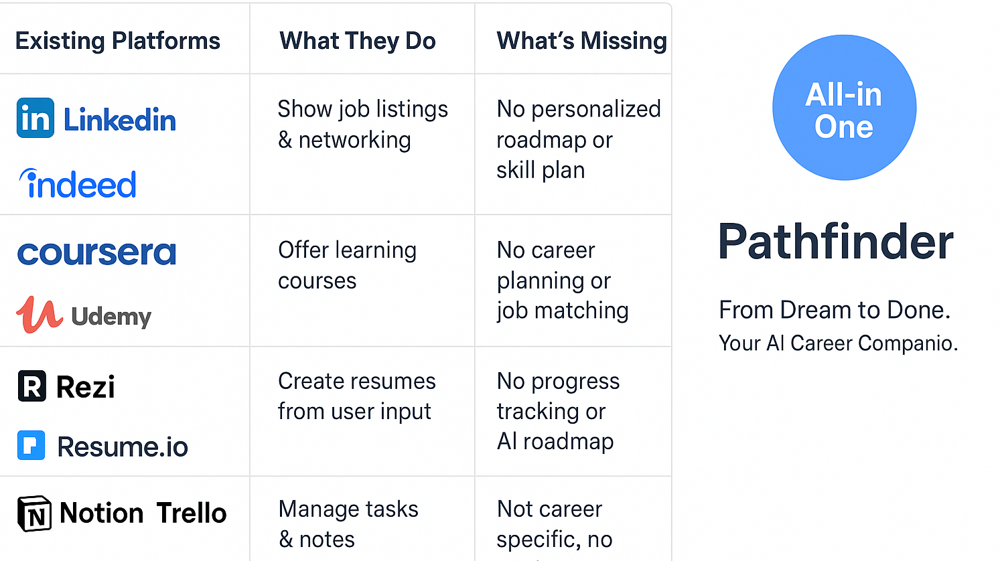 Existing Platforms
What They Do
What's Missing
in Linkedin
indeed
Show job listings
& networking
No personalized
roadmap or
skill plan
coursera
Udemy
Offer learning
courses
No career
planning or
job matching
R Rezi
Resume.io
Create resumes
from user input
No progress
tracking or
AI roadmap
N Notion Trello
Manage tasks
& notes
Not career
specific, no
All-in
One
Pathfinder
From Dream to Done.
Your AI Career Companio.